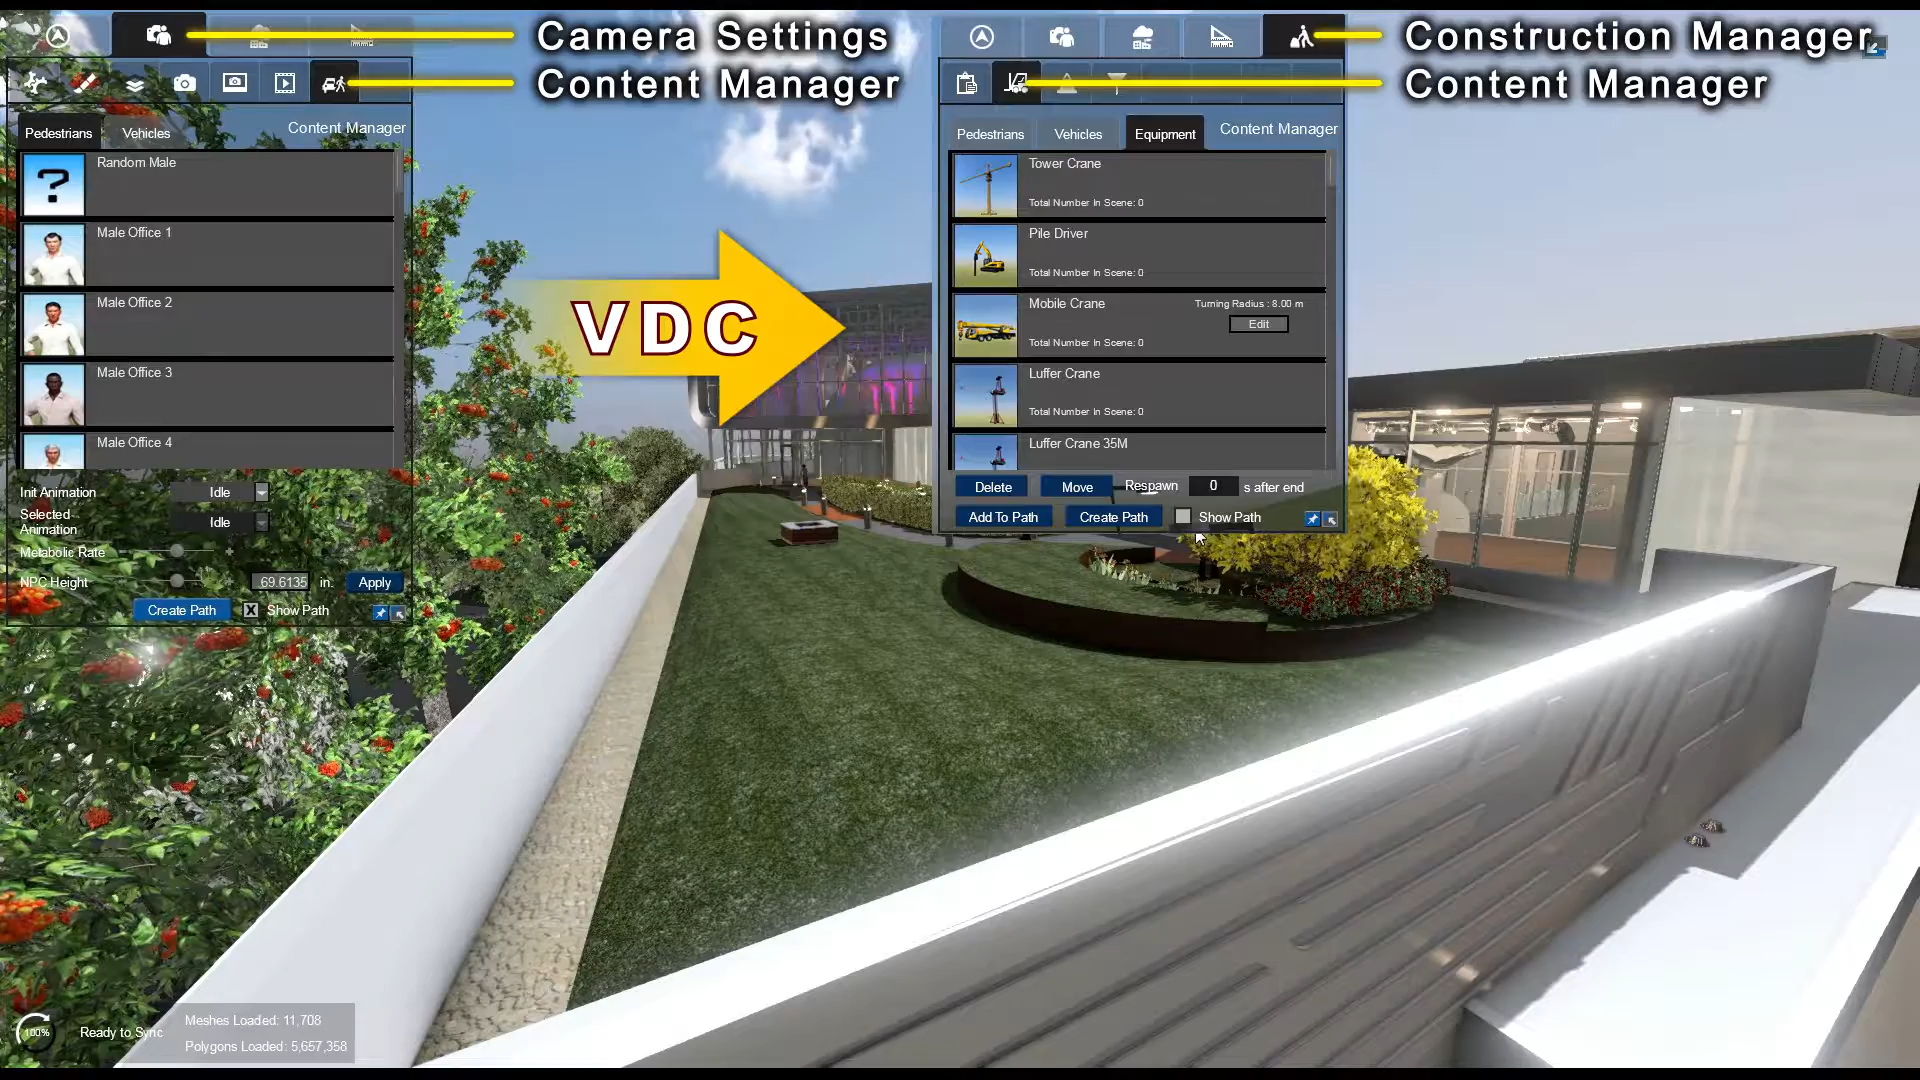 Camera Settings
Content Manager
Construction Manager
Content Manager
Pedestrians
Vehicles
Content Manager
Random Male
Male Office 1
Male Office 2
Male Office 3
Male Office 4
Init Animation
Idle
Selected
Animation
Idle
Metabolic Rate
NPC Height
69.6135
in.
Apply
Create Path
X
Show Path
VDC
Pedestrians
Vehicles
Equipment
Content Manager
Tower Crane
Total Number In Scene: 0
Pile Driver
Total Number In Scene: 0
Mobile Crane
Turning Radius : 8.00 m
Edit
Total Number In Scene: 0
Luffer Crane
Total Number In Scene: 0
Luffer Crane 35M
Delete
Move
Respawn
0
s after end
Add To Path
Create Path
Show Path
100%
Ready to Sync
Meshes Loaded: 11,708
Polygons Loaded: 5,657,358